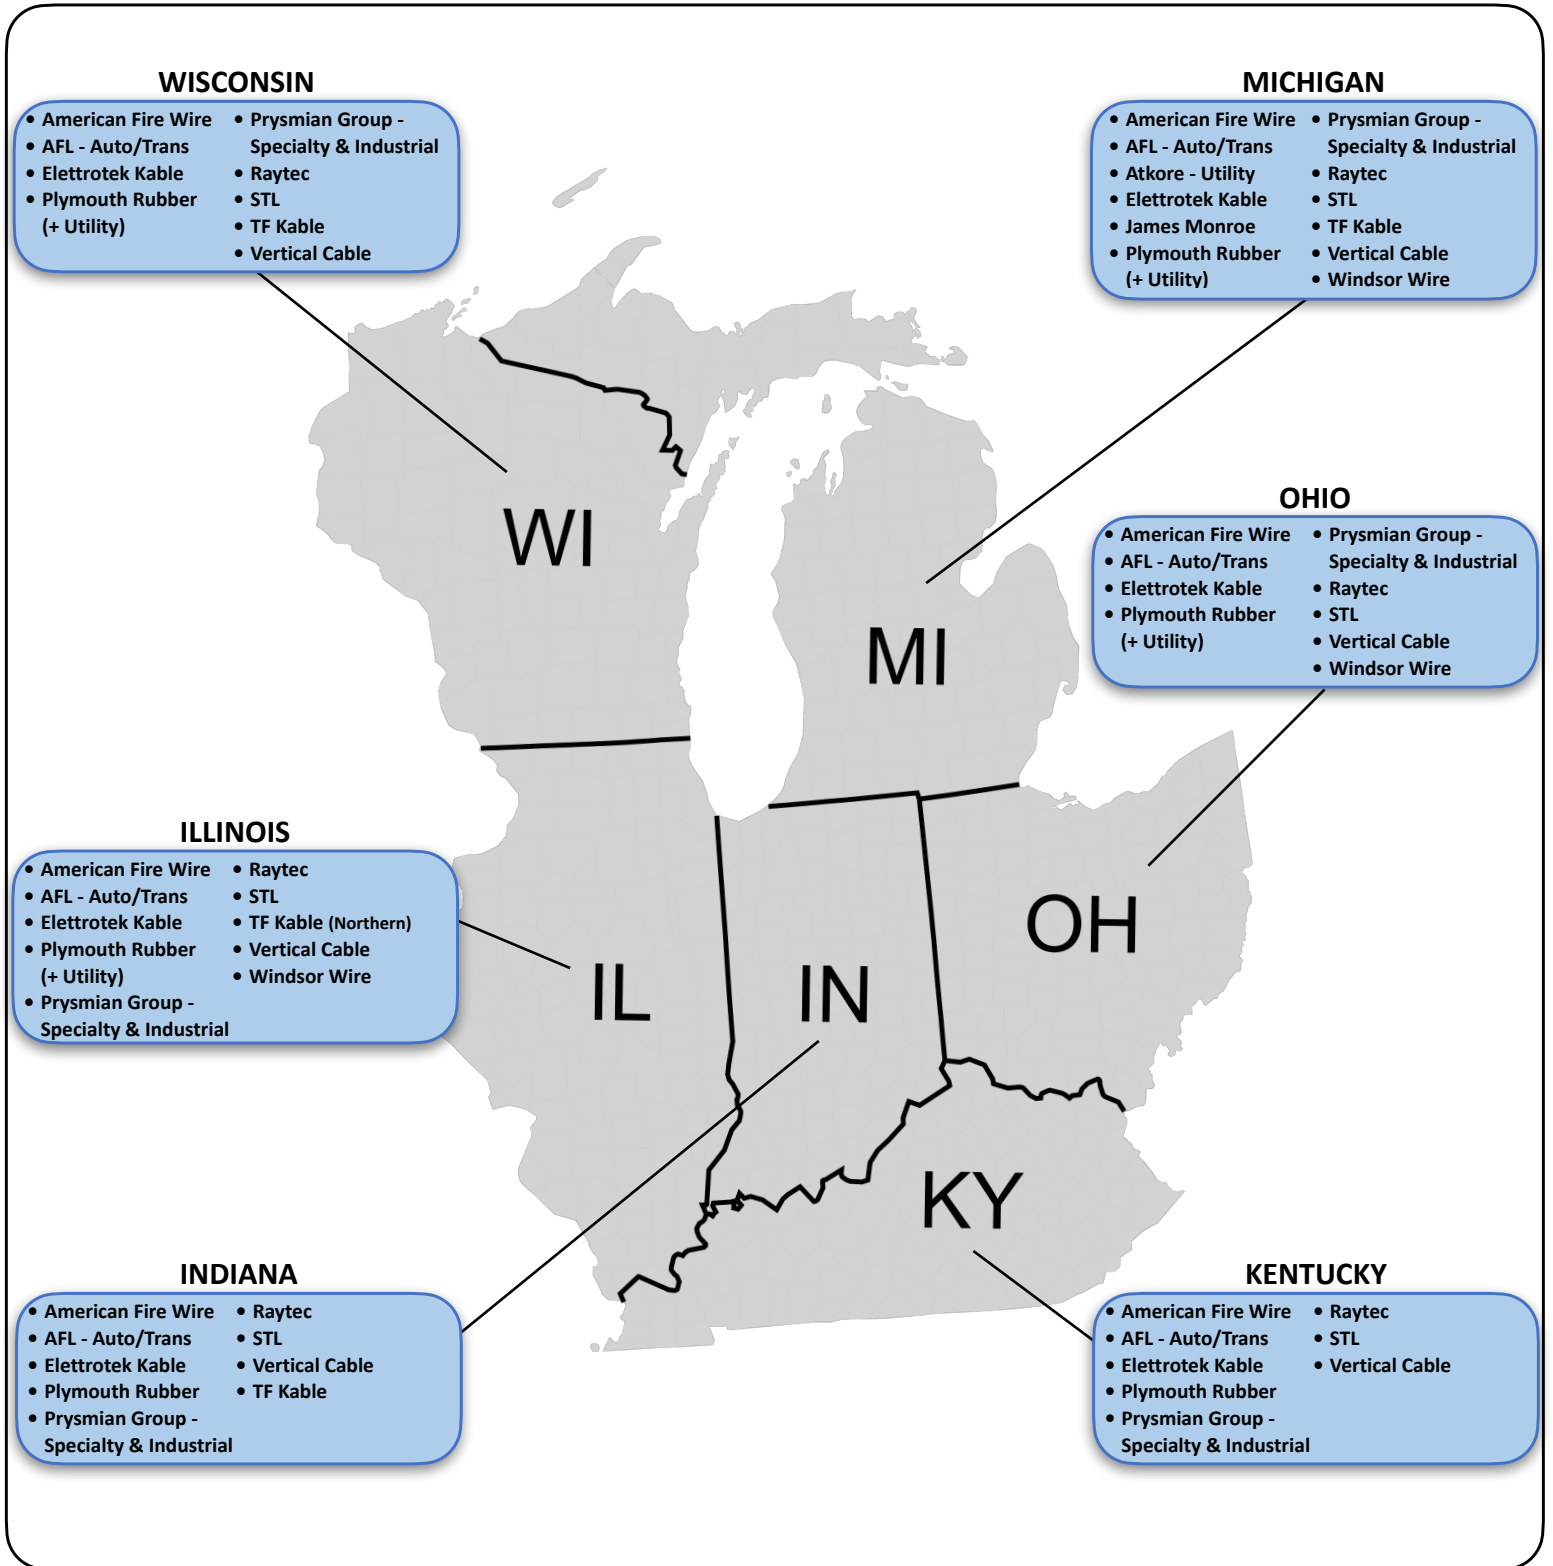 WISCONSIN
• American Fire Wire
• AFL - Auto/Trans
• Elettrotek Kable
• Plymouth Rubber
(+ Utility)
• Prysmian Group -
Specialty & Industrial
• Raytec
• STL
• TF Kable
• Vertical Cable
MICHIGAN
• American Fire Wire
• AFL - Auto/Trans
• Atkore - Utility
• Elettrotek Kable
• James Monroe
• Plymouth Rubber
(+ Utility)
• Prysmian Group -
Specialty & Industrial
• Raytec
• STL
• TF Kable
• Vertical Cable
• Windsor Wire
OHIO
• American Fire Wire
• AFL - Auto/Trans
• Elettrotek Kable
• Plymouth Rubber
(+ Utility)
• Prysmian Group -
Specialty & Industrial
• Raytec
• STL
• Vertical Cable
• Windsor Wire
WI
MI
ILLINOIS
• American Fire Wire
• AFL - Auto/Trans
• Elettrotek Kable
• Plymouth Rubber
(+ Utility)
• Prysmian Group -
Specialty & Industrial
• Raytec
• STL
• TF Kable (Northern)
• Vertical Cable
• Windsor Wire
OH
IL
IN
KY
INDIANA
• American Fire Wire
• AFL - Auto/Trans
• Elettrotek Kable
• Plymouth Rubber
• Prysmian Group -
Specialty & Industrial
• Raytec
• STL
• Vertical Cable
• TF Kable
KENTUCKY
• American Fire Wire
• AFL - Auto/Trans
• Elettrotek Kable
• Plymouth Rubber
• Prysmian Group -
Specialty & Industrial
• Raytec
• STL
• Vertical Cable